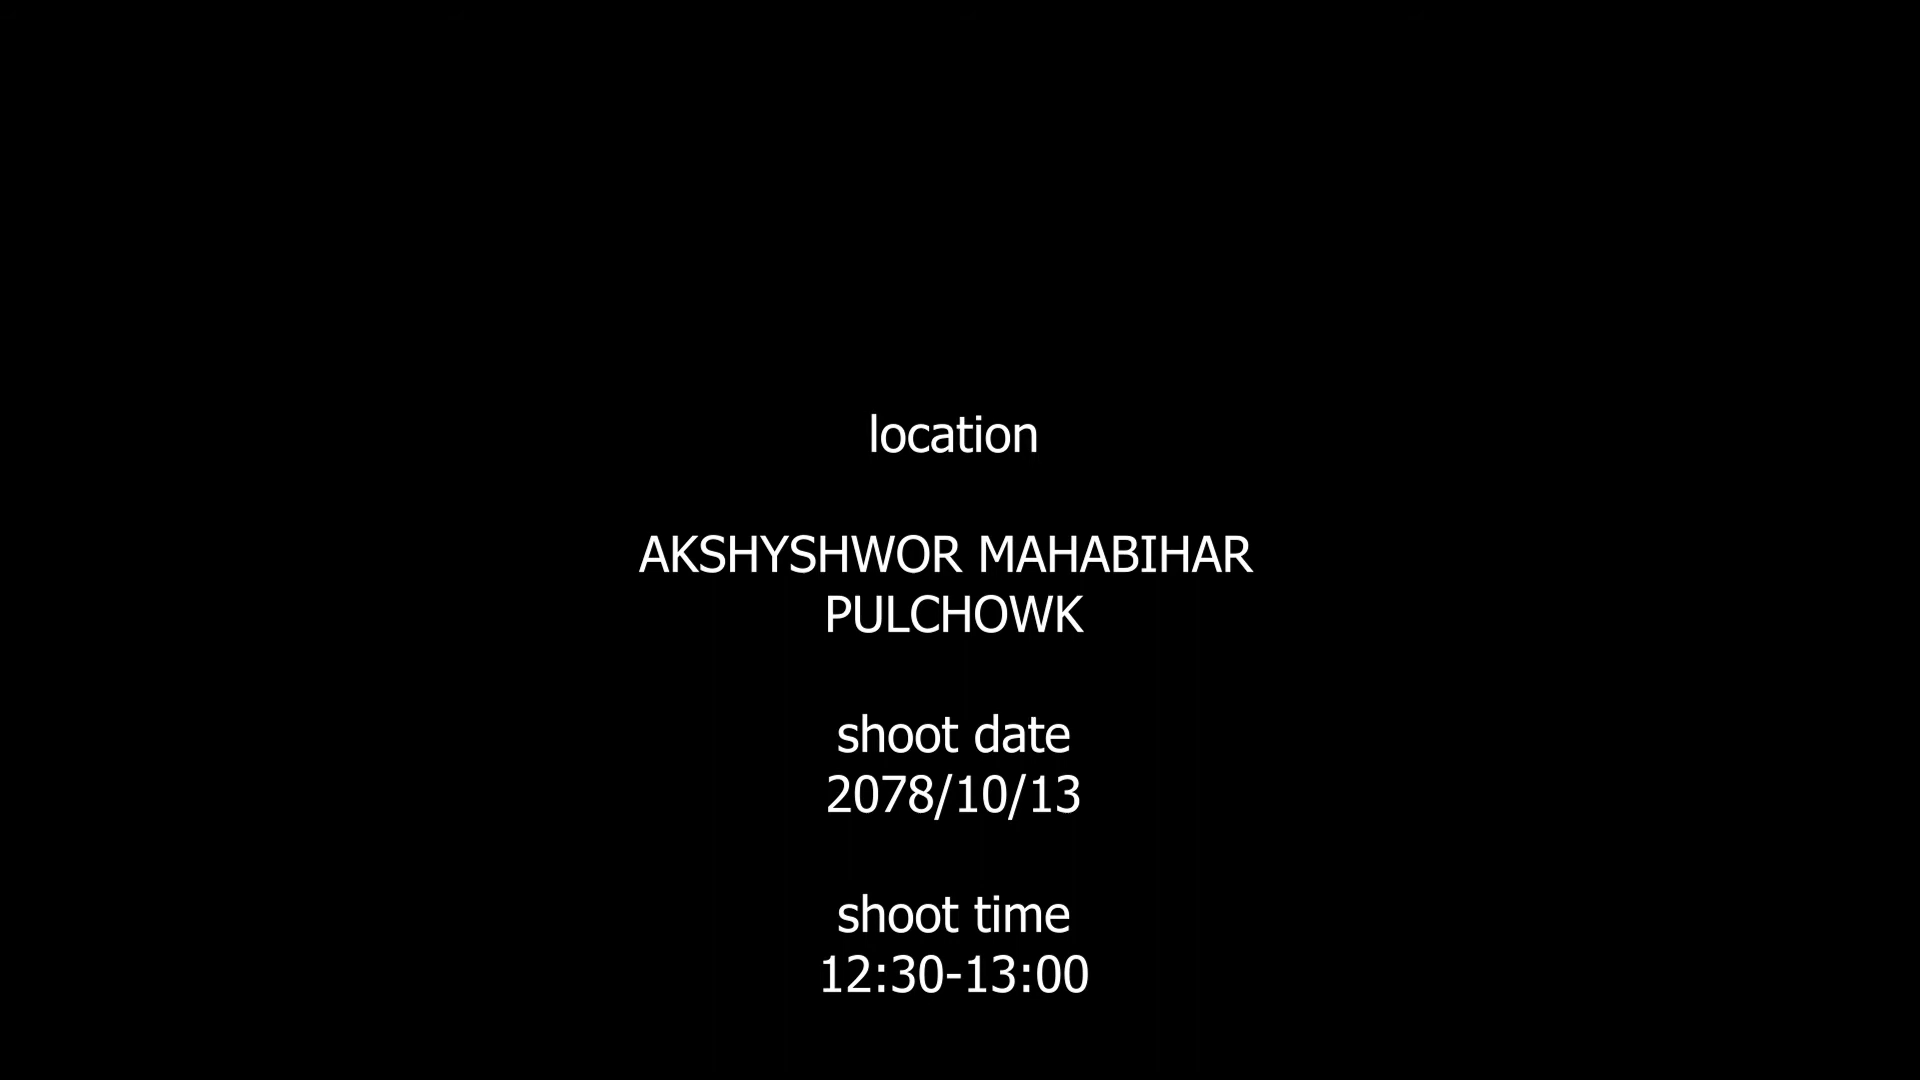 location
AKSHYSHWOR MAHABIHAR
PULCHOWK
shoot date
2078/10/13
shoot time
12:30-13:00